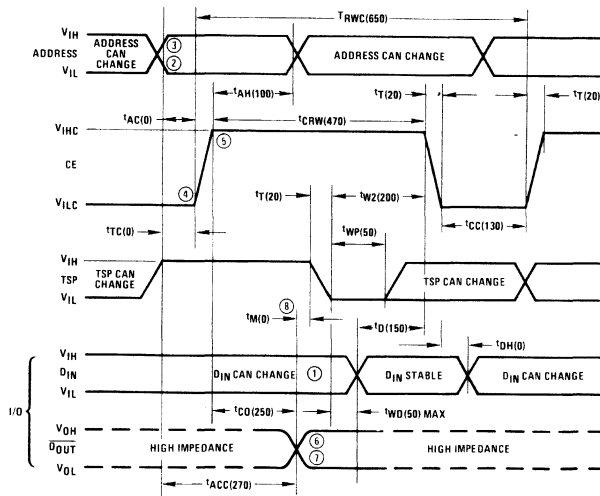 TRWC(650)
VIH
ADDRESS
VIL
ADDRESS
CAN
CHANGE
3
2
ADDRESS CAN CHANGE
tAH(100)
tT(20)
tT(20)
tAC(0)
tCRW(470)
VIHC
CE
VILC
5
4
tT(20)
tW2(200)
tCC(130)
tTC(0)
tWP(50)
VIH
TSP
VIL
TSP CAN
CHANGE
TSP CAN CHANGE
8
tM(0)
tD(150)
tDH(0)
I/O
VIH
DIN
VIL
DIN CAN CHANGE
1
DIN STABLE
DIN CAN CHANGE
tCO(250)
tWD(50) MAX
VOH
DOUT
VOL
HIGH IMPEDANCE
6
7
HIGH IMPEDANCE
tACC(270)